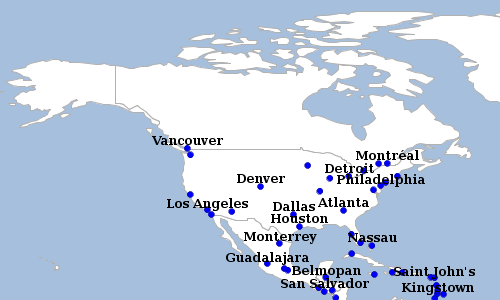 Vancouver
Montréal
Detroit
Denver
Philadelphia
Los Angeles
Dallas
Atlanta
Houston
Monterrey
Nassau
Guadalajara
Belmopan
Saint John's
San Salvador
Kingstown